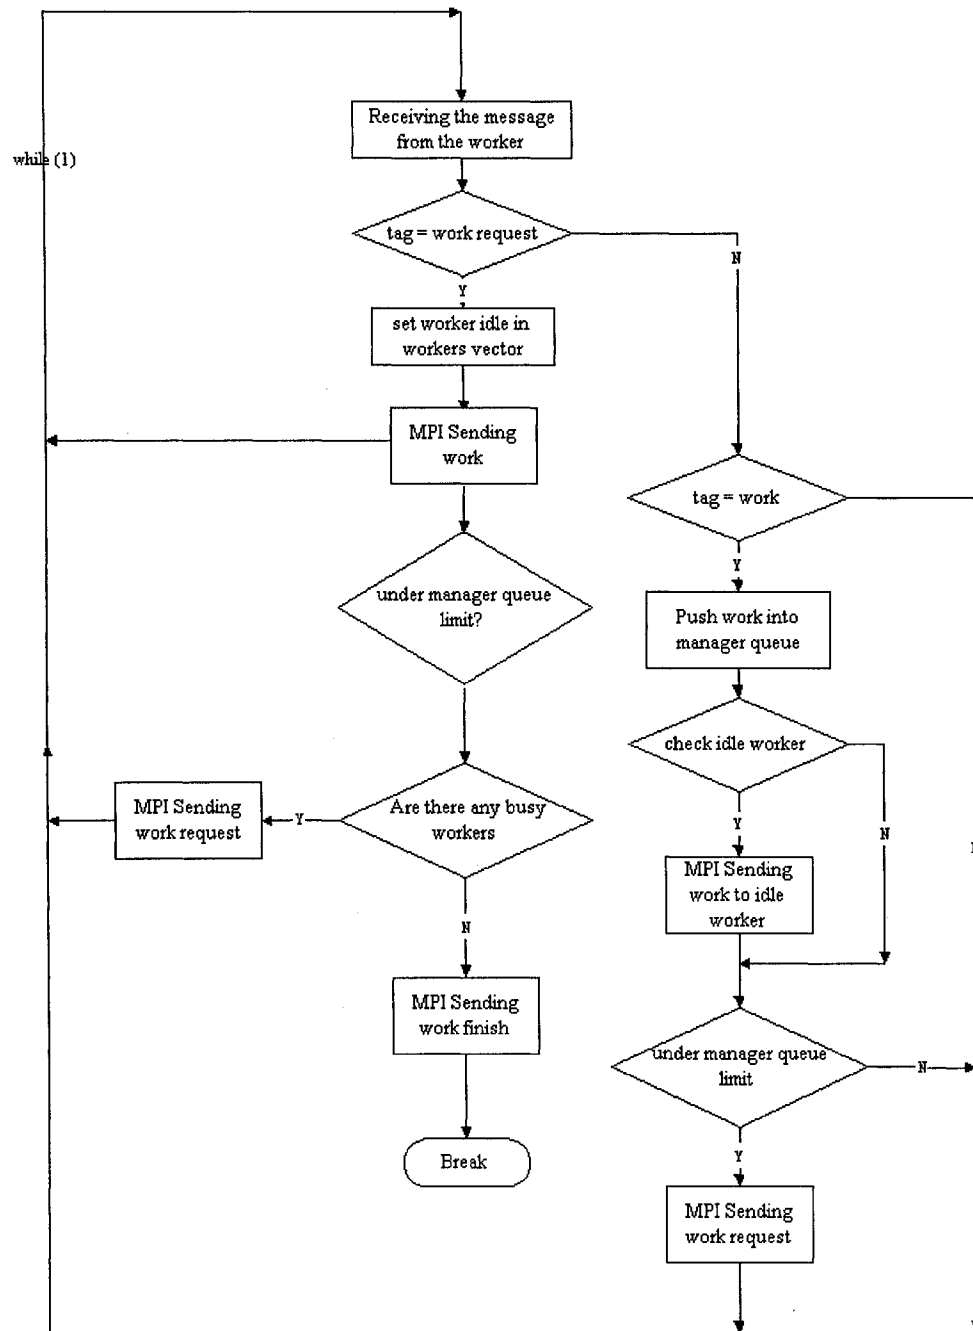 Receiving the message
from the worker
while (1)
tag = work request
N
Y
set worker idle in
workers vector
MPI Sending
work
tag = work
Y
under manager queue
limit?
Push work into
manager queue
check idle worker
MPI Sending
work request
Y
Are there any busy
workers
Y
N
MPI Sending
work to idle
worker
N
MPI Sending
work finish
under manager queue
limit
N
Break
Y
MPI Sending
work request